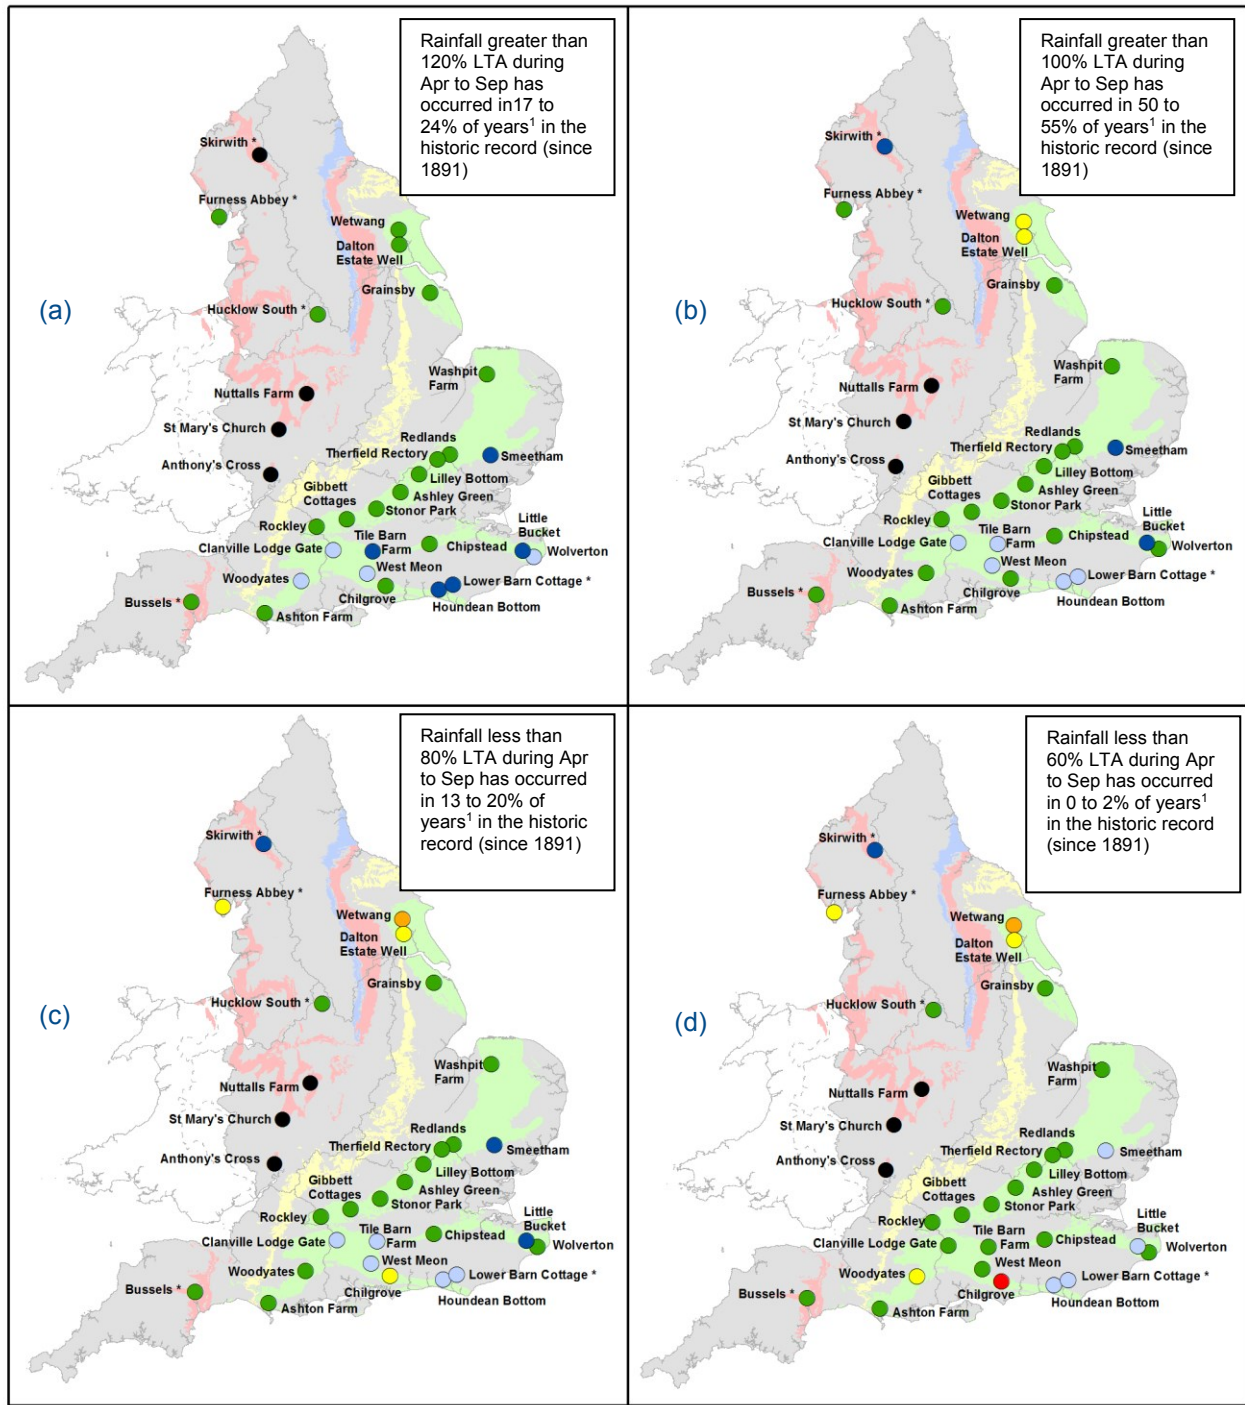 Rainfall greater than
120% LTA during
Apr to Sep has
occurred in17 to
24% of years1 in the
historic record (since
1891)
(a)
Skirwith *
Furness Abbey *
Wetwang
Dalton
Estate Well
Grainsby
Hucklow South *
Washpit
Farm
Nuttalls Farm
St Mary's Church
Redlands
Therfield Rectory
Smeetham
Anthony's Cross
Lilley Bottom
Gibbett
Cottages
Ashley Green
Stonor Park
Rockley
Tile Barn
Farm
Little
Bucket
Clanville Lodge Gate
Chipstead
Wolverton
West Meon
Woodyates
Lower Barn Cottage *
Chilgrove
Bussels *
Houndean Bottom
Ashton Farm
Rainfall greater than
100% LTA during
Apr to Sep has
occurred in 50 to
55% of years1 in the
historic record (since
1891)
(b)
Skirwith *
Furness Abbey *
Wetwang
Dalton
Estate Well
Grainsby
Hucklow South *
Washpit
Farm
Nuttalls Farm
St Mary's Church
Redlands
Therfield Rectory
Smeetham
Anthony's Cross
Lilley Bottom
Gibbett
Cottages
Ashley Green
Stonor Park
Rockley
Tile Barn
Farm
Little
Bucket
Clanville Lodge Gate
Chipstead
Wolverton
West Meon
Woodyates
Lower Barn Cottage *
Chilgrove
Bussels *
Houndean Bottom
Ashton Farm
Rainfall less than
80% LTA during Apr
to Sep has occurred
in 13 to 20% of
years1 in the historic
record (since 1891)
(c)
Skirwith *
Furness Abbey *
Wetwang
Dalton
Estate Well
Grainsby
Hucklow South *
Washpit
Farm
Nuttalls Farm
St Mary's Church
Redlands
Therfield Rectory
Smeetham
Anthony's Cross
Lilley Bottom
Gibbett
Cottages
Ashley Green
Stonor Park
Rockley
Tile Barn
Farm
Little
Bucket
Clanville Lodge Gate
Chipstead
Wolverton
West Meon
Woodyates
Lower Barn Cottage *
Chilgrove
Bussels *
Houndean Bottom
Ashton Farm
Rainfall less than
60% LTA during Apr
to Sep has occurred
in 0 to 2% of years1
in the historic record
(since 1891)
(d)
Skirwith *
Furness Abbey *
Wetwang
Dalton
Estate Well
Grainsby
Hucklow South *
Washpit
Farm
Nuttalls Farm
St Mary's Church
Redlands
Therfield Rectory
Smeetham
Anthony's Cross
Lilley Bottom
Gibbett
Cottages
Ashley Green
Stonor Park
Rockley
Tile Barn
Farm
Little
Bucket
Clanville Lodge Gate
Chipstead
Wolverton
West Meon
Woodyates
Lower Barn Cottage *
Chilgrove
Bussels *
Houndean Bottom
Ashton Farm